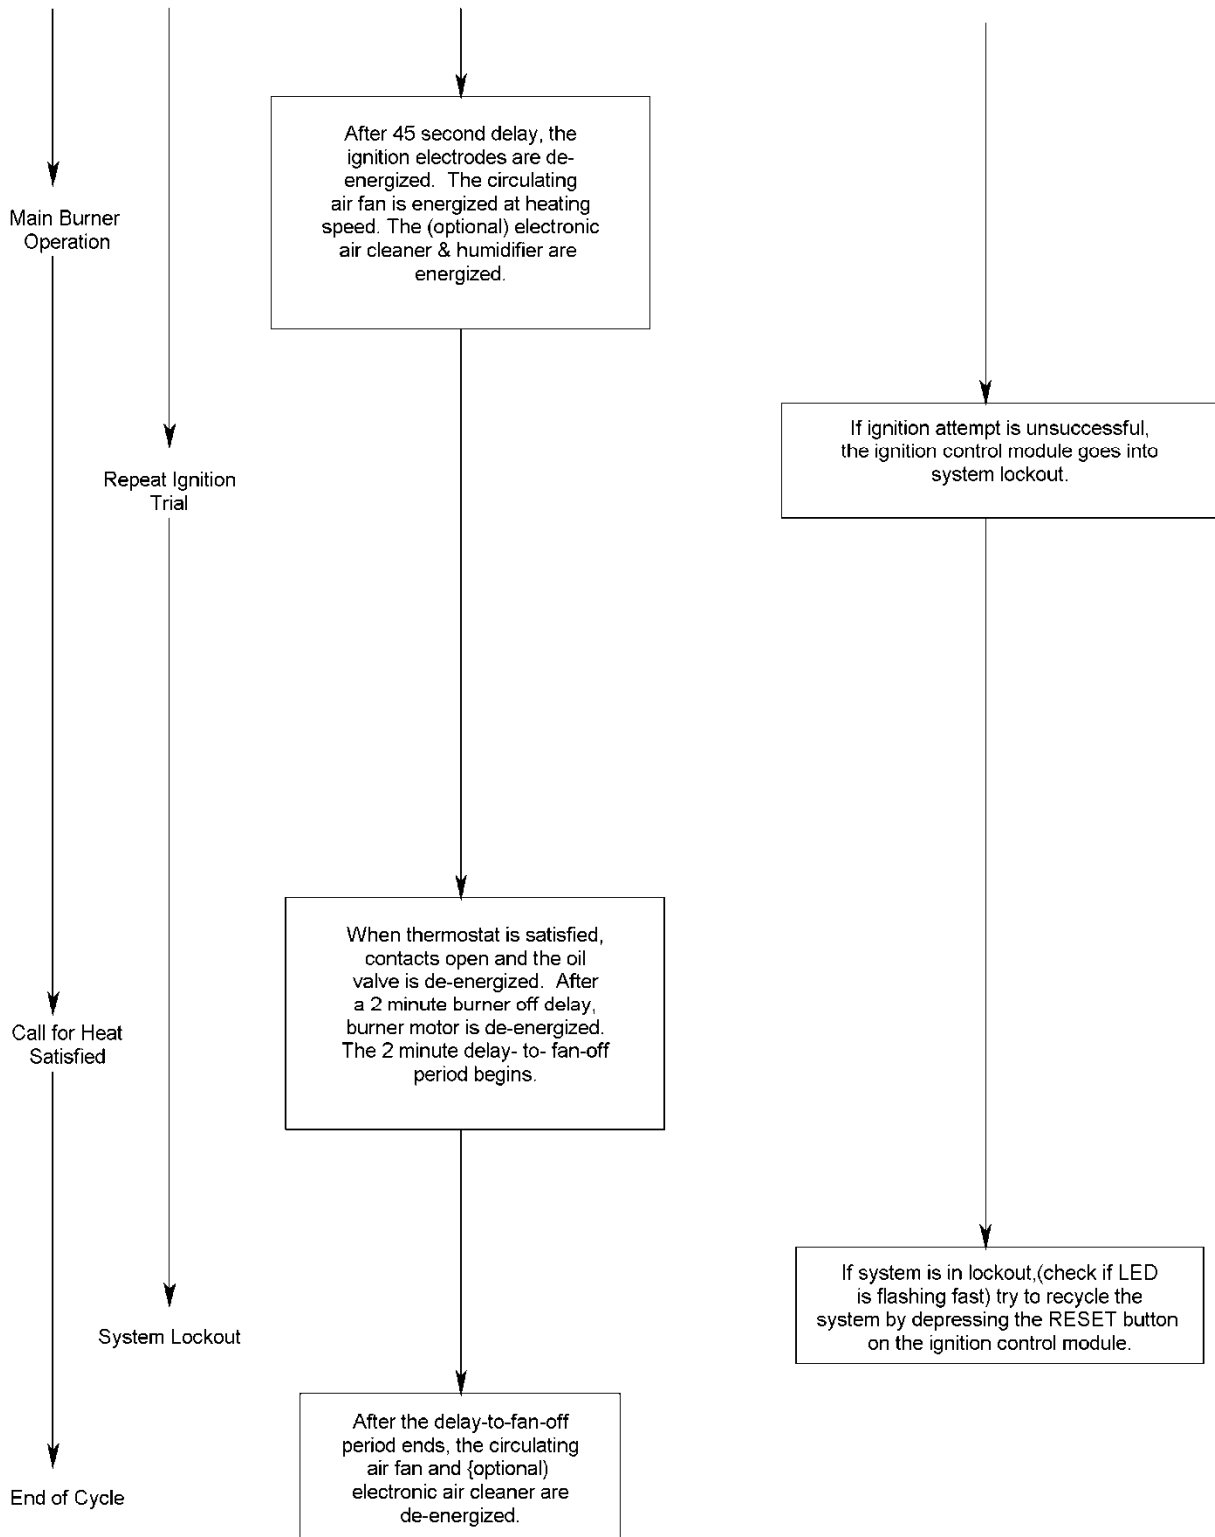 After 45 second delay, the
ignition electrodes are de-
energized. The circulating
air fan is energized at heating
speed. The (optional) electronic
air cleaner & humidifier are
energized.
Main Burner
Operation
If ignition attempt is unsuccessful,
the ignition control module goes into
system lockout.
Repeat Ignition
Trial
When thermostat is satisfied,
contacts open and the oil
valve is de-energized. After
a 2 minute burner off delay,
burner motor is de-energized.
The 2 minute delay- to- fan-off
period begins.
Call for Heat
Satisfied
If system is in lockout,(check if LED
is flashing fast) try to recycle the
system by depressing the RESET button
on the ignition control module.
System Lockout
After the delay-to-fan-off
period ends, the circulating
air fan and {optional)
electronic air cleaner are
de-energized.
End of Cycle